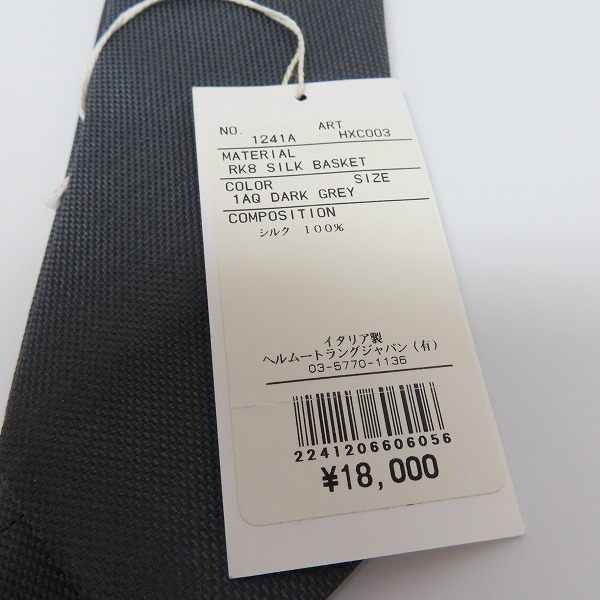 NO. 1241A ART HXC003
MATERIAL
RK8 SILK BASKET
COLOR SIZE
1AQ DARK GREY
COMPOSITION
シルク 100%
イタリア製
ヘルムートラングジャパン(有)
03-5770-1136
2241206606056
¥18,000